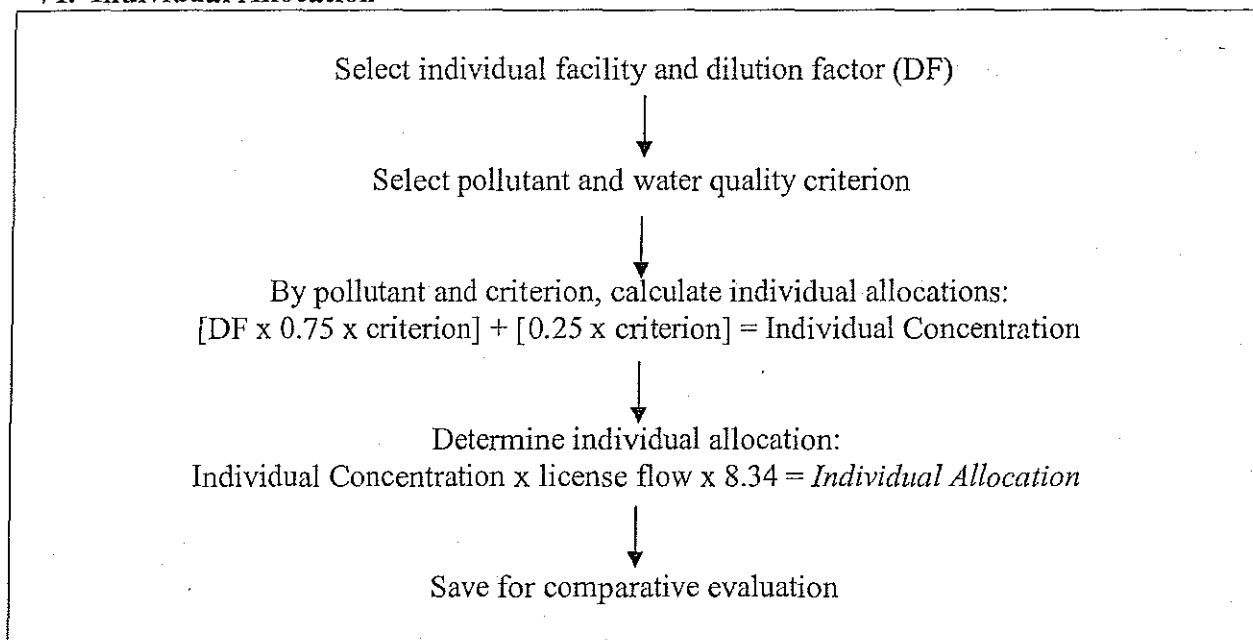 Individual Allocation
Select individual facility and dilution factor (DF)
Select pollutant and water quality criterion
By pollutant and criterion, calculate individual allocations:
[DF x 0.75 x criterion] + [0.25 x criterion] = Individual Concentration
Determine individual allocation:
Individual Concentration x license flow x 8.34 = Individual Allocation
Save for comparative evaluation